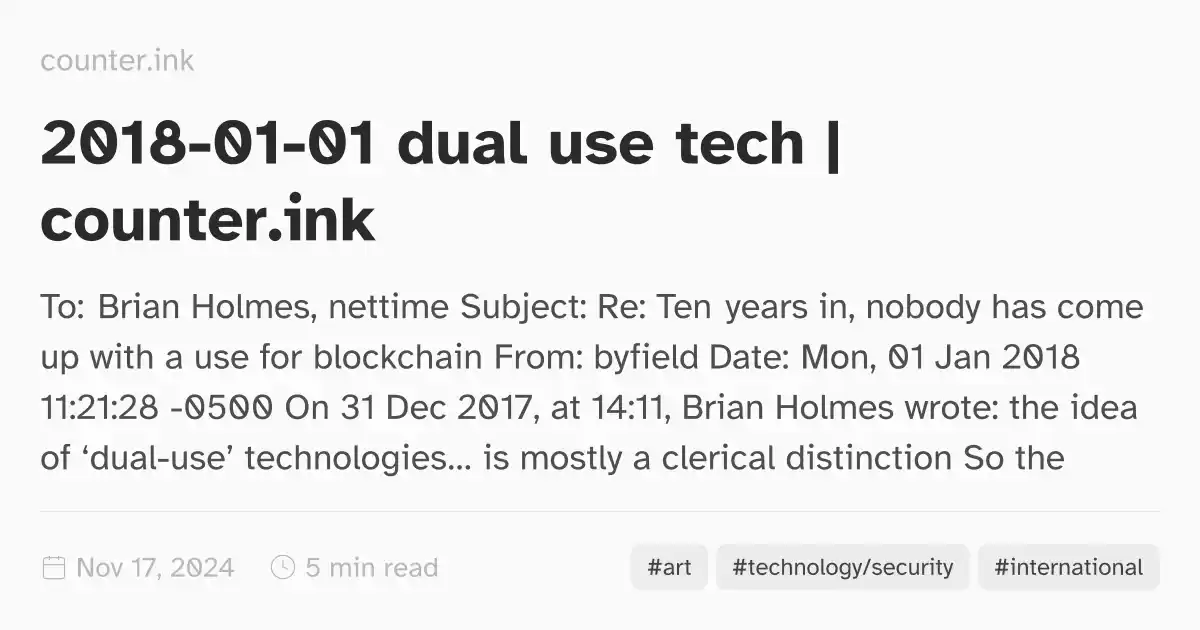 counter.ink
2018-01-01 dual use tech |
counter.ink
To: Brian Holmes, nettime Subject: Re: Ten years in, nobody has come
up with a use for blockchain From: byfield Date: Mon, 01 Jan 2018
11:21:28 -0500 On 31 Dec 2017, at 14:11, Brian Holmes wrote: the idea
of ‘dual-use’ technologies... is mostly a clerical distinction So the
Nov 17, 2024 5 min read #art #technology/security #international